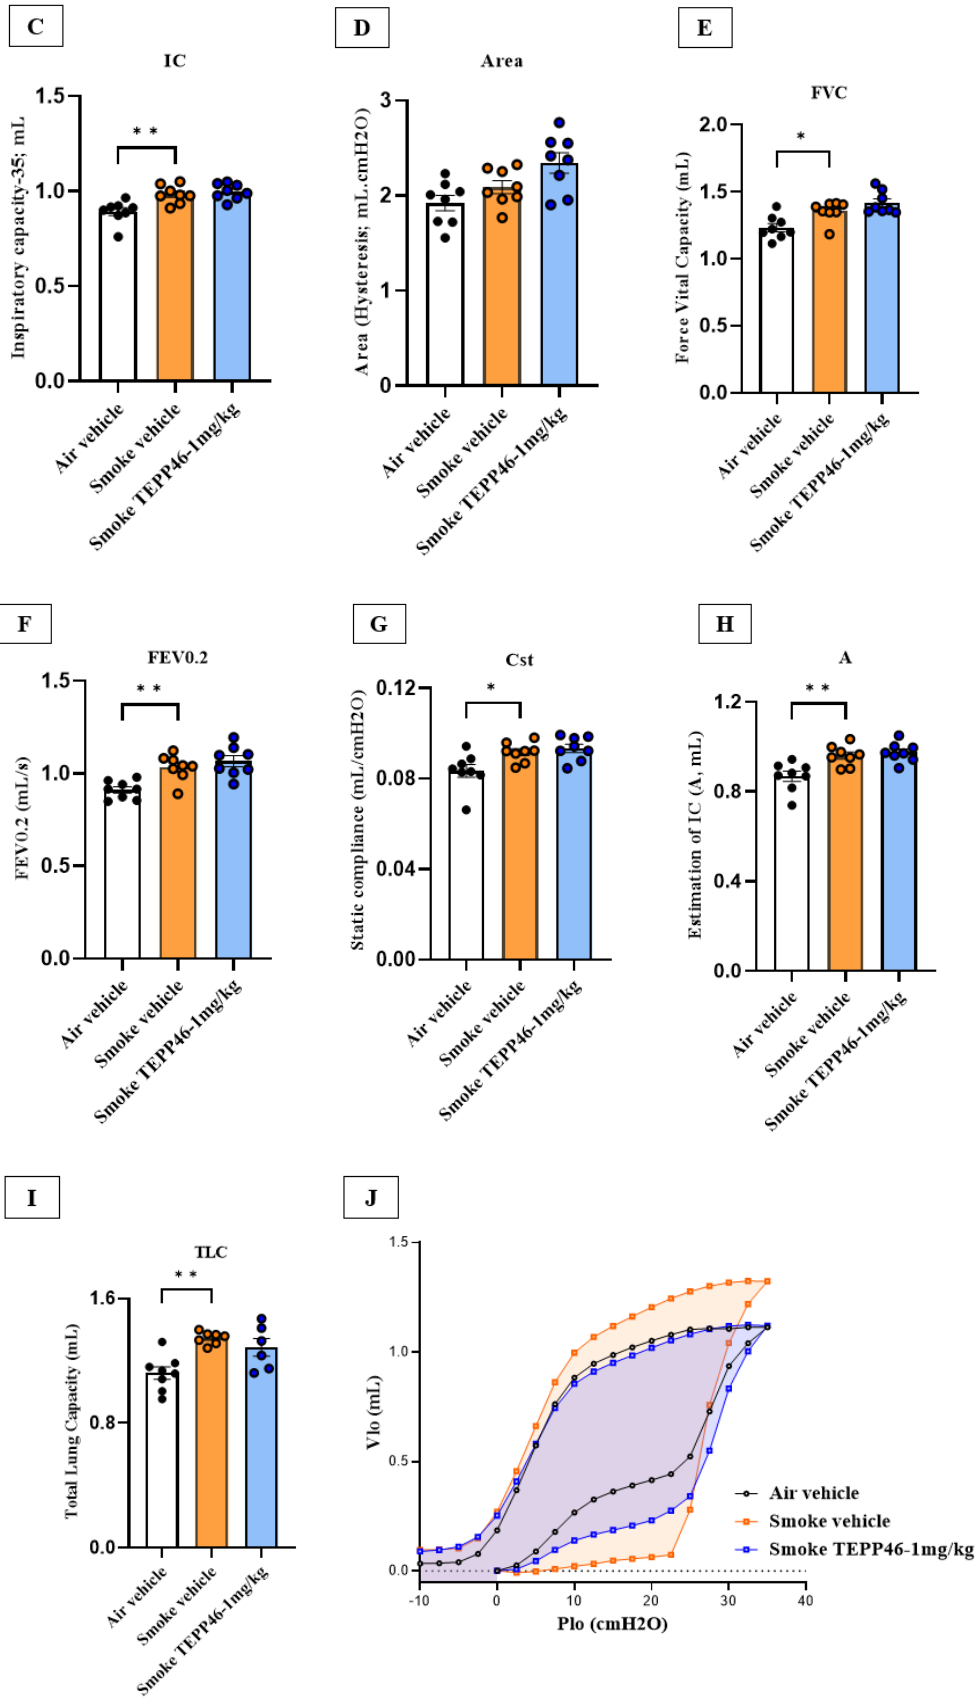 C
IC
* *
Inspiratory capacity-35; mL
1.5
1.0
0.5
0.0
Air vehicle
Smoke vehicle
Smoke TEPP46-1mg/kg
D
Area
Area (Hysteresis; mL.cmH2O)
3
2
1
0
Air vehicle
Smoke vehicle
Smoke TEPP46-1mg/kg
E
FVC
*
Force Vital Capacity (mL)
2.0
1.5
1.0
0.5
0.0
Air vehicle
Smoke vehicle
Smoke TEPP46-1mg/kg
F
FEV0.2
* *
FEV0.2 (mL/s)
1.5
1.0
0.5
0.0
Air vehicle
Smoke vehicle
Smoke TEPP46-1mg/kg
G
Cst
*
Static compliance (mL/cmH2O)
0.12
0.08
0.04
0.00
Air vehicle
Smoke vehicle
Smoke TEPP46-1mg/kg
H
A
* *
Estimation of IC (A, mL)
1.2
0.8
0.4
0.0
Air vehicle
Smoke vehicle
Smoke TEPP46-1mg/kg
I
TLC
* *
Total Lung Capacity (mL)
1.6
0.8
0.0
Air vehicle
Smoke vehicle
Smoke TEPP46-1mg/kg
J
Vlo (mL)
1.5
1.0
0.5
0.0
-10 0 10 20 30 40
Plo (cmH2O)
Air vehicle
Smoke vehicle
Smoke TEPP46-1mg/kg